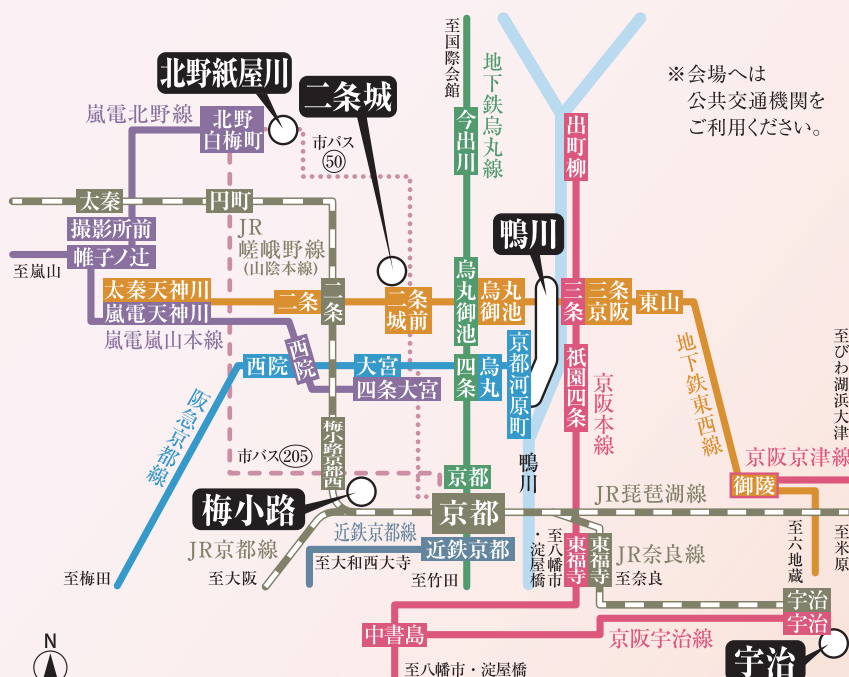 至国際会館
地下鉄烏丸線
※会場へは
公共交通機関を
ご利用ください。
北野紙屋川
二条城
嵐電北野線
北野
白梅町
市バス
50
今出川
出町柳
太秦
円町
撮影所前
帷子ノ辻
至嵐山
JR
嵯峨野線
(山陰本線)
鴨川
太秦天神川
嵐電天神川
嵐電嵐山本線
二条
二条
二条
城前
烏丸御池
烏丸
御池
三条
三条
京阪
東山
西院
西院
大宮
四条大宮
四条
烏丸
京都河原町
祇園四条
京阪本線
地下鉄東西線
至びわ湖浜大津
阪急京都線
梅小路京都西
市バス205
京都
鴨川
京阪京津線
御陵
梅小路
京都
JR琵琶湖線
JR京都線
近鉄京都線
近鉄京都
至大和西大寺
至梅田
至大阪
至竹田
至八幡市
・淀屋橋
東福寺
東福寺
JR奈良線
至奈良
至六地蔵
至米原
宇治
宇治
中書島
京阪宇治線
宇治
至八幡市・淀屋橋
N